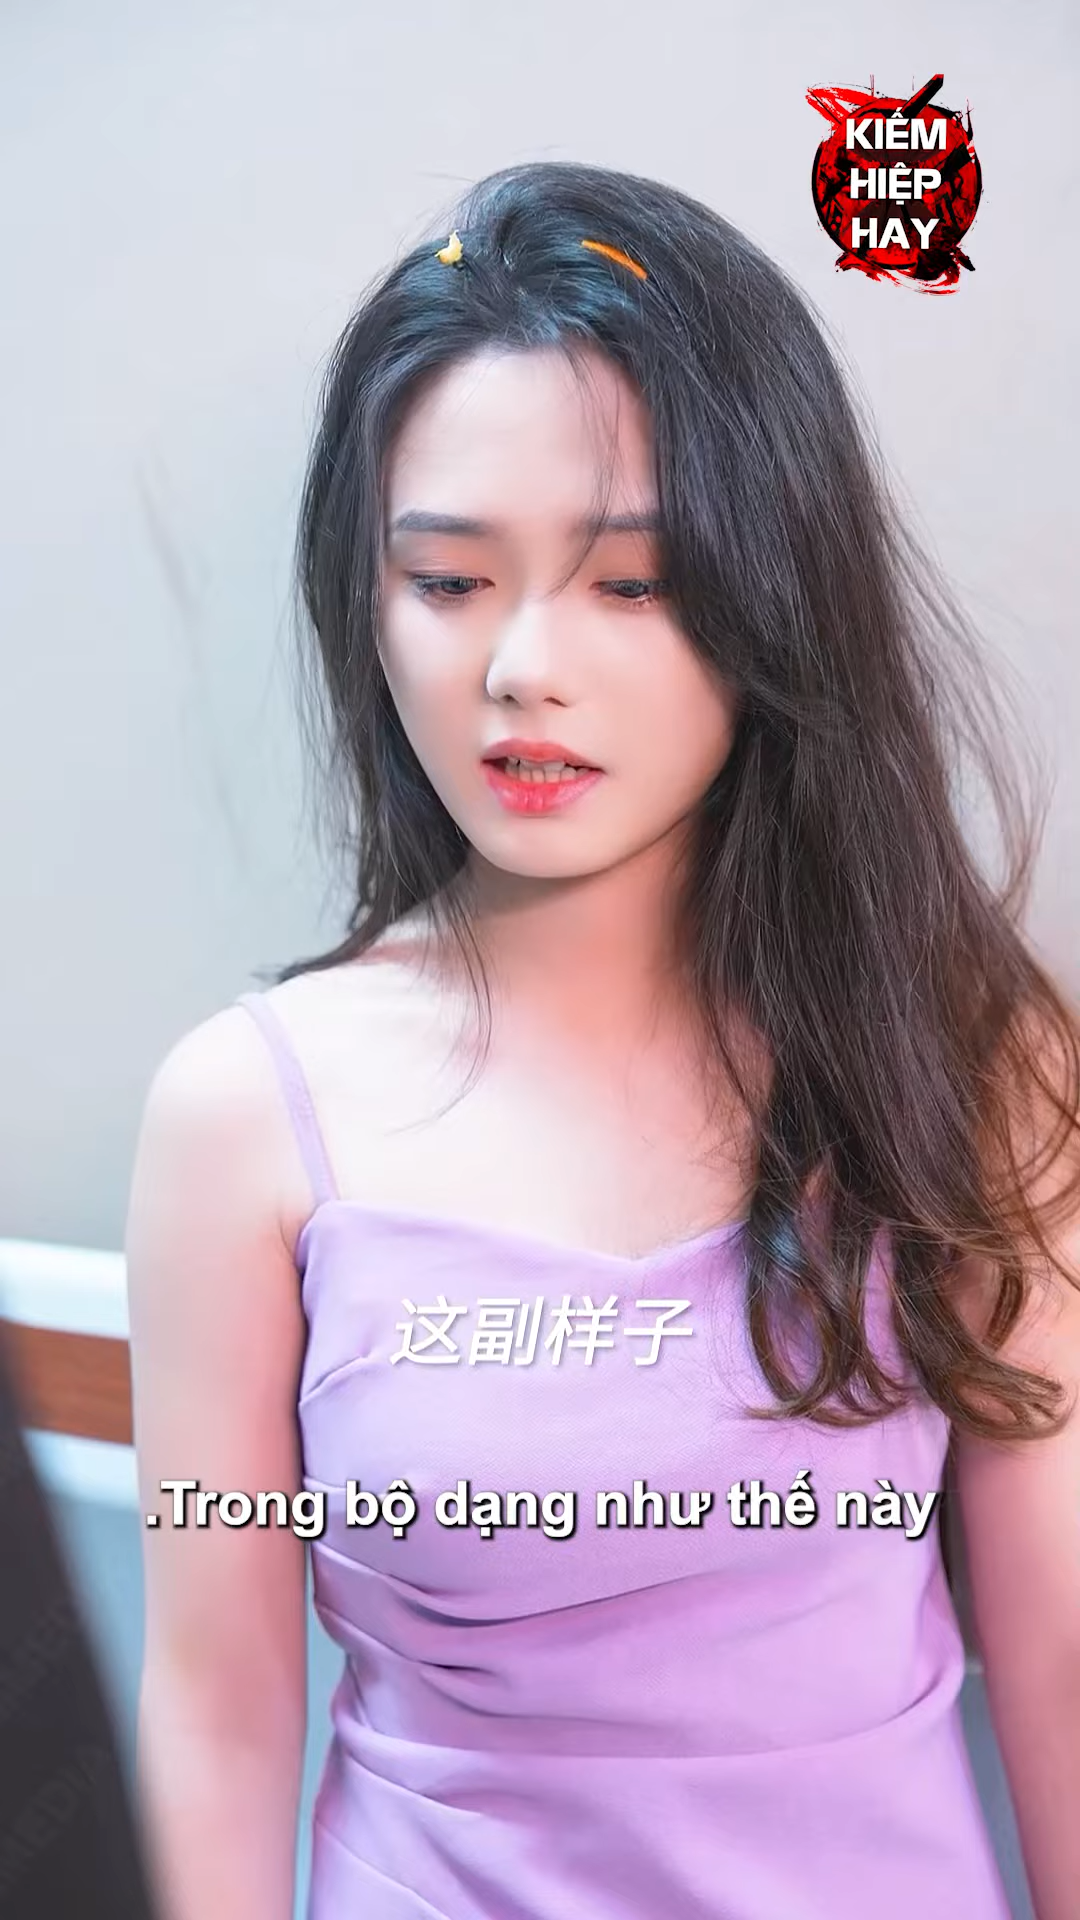 KIẾM
HIỆP
HAY
这副样子
.Trong bộ dạng như thế này